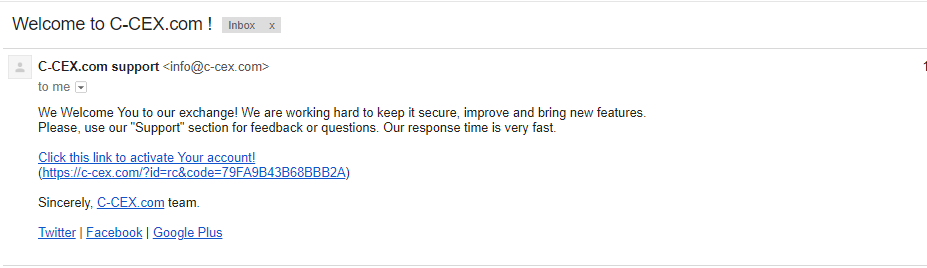 Welcome to C-CEX.com ! Inbox x
C-CEX.com support <info@c-cex.com>
to me
We Welcome You to our exchange! We are working hard to keep it secure, improve and bring new features.
Please, use our "Support" section for feedback or questions. Our response time is very fast.
Click this link to activate Your account!
(https://c-cex.com/?id=rc&code=79FA9B43B68BBB2A)
Sincerely, C-CEX.com team.
Twitter | Facebook | Google Plus